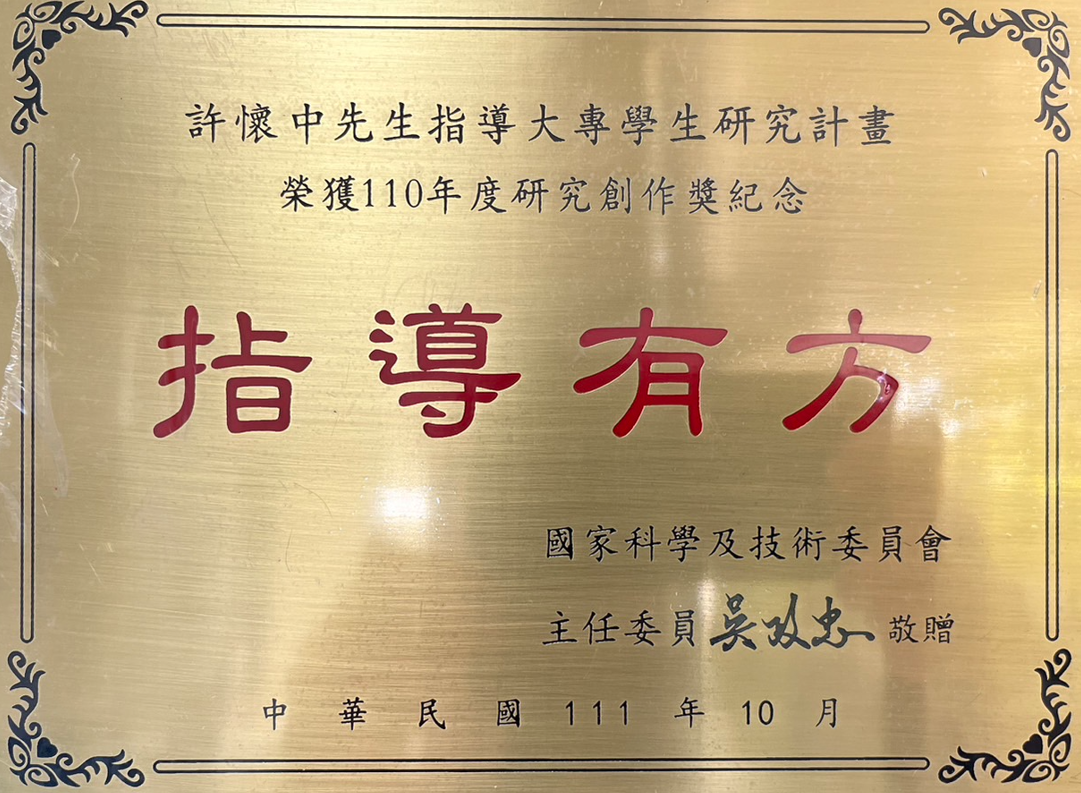 許懷中先生指導大專學生研究計畫
榮獲110年度研究創作獎紀念
指導有方
國家科學及技術委員會
主任委員吳政忠敬贈
中華民國111年10月